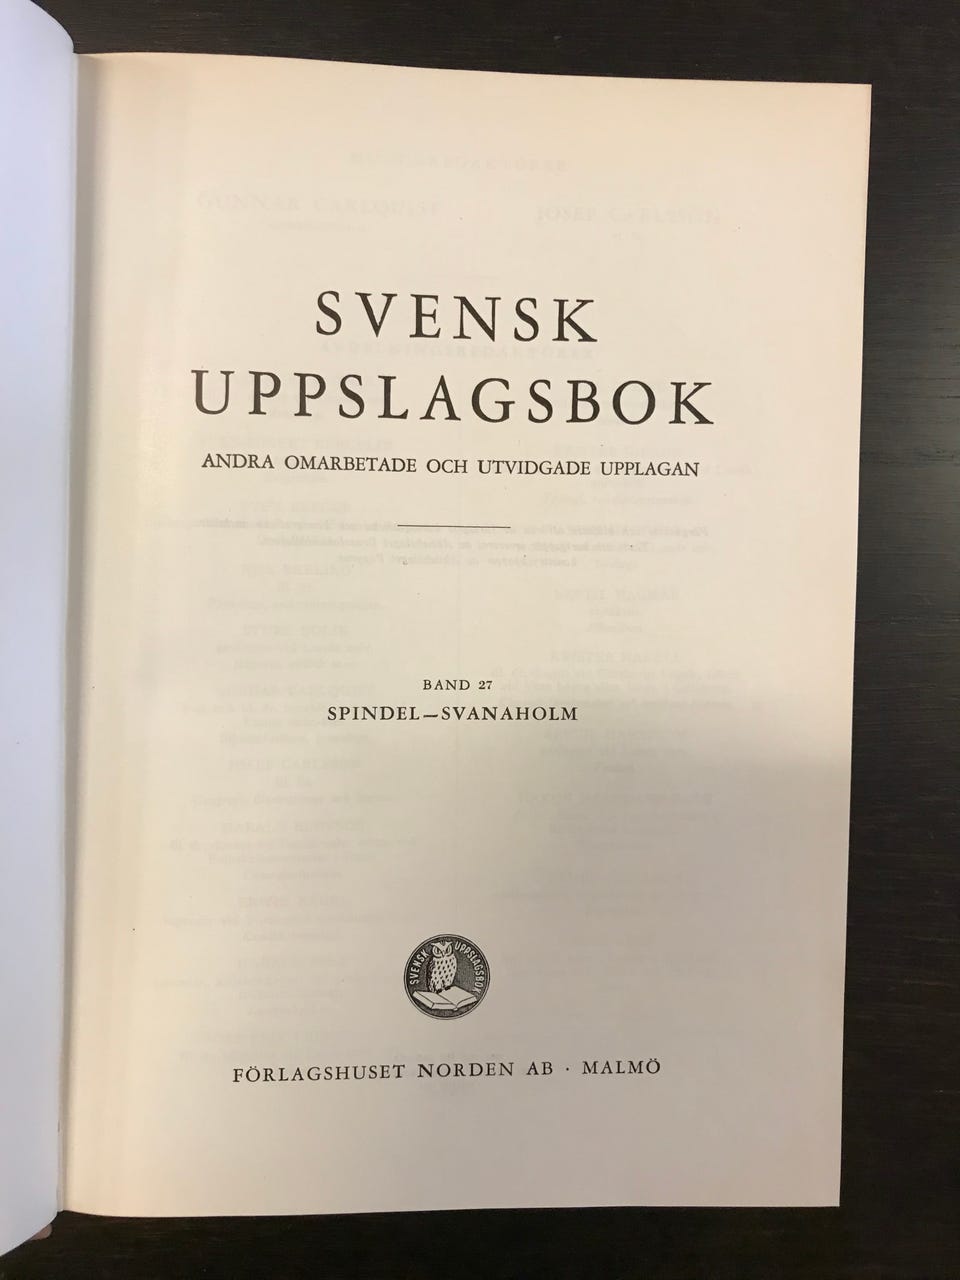 SVENSK
UPPSLAGSBOK
ANDRA OMARBETADE OCH UTVIDGADE UPPLAGAN
BAND 27
SPINDEL—SVANAHOLM
SVENSK UPPSLAGSBOK
FÖRLAGSHUSET NORDEN AB · MALMÖ